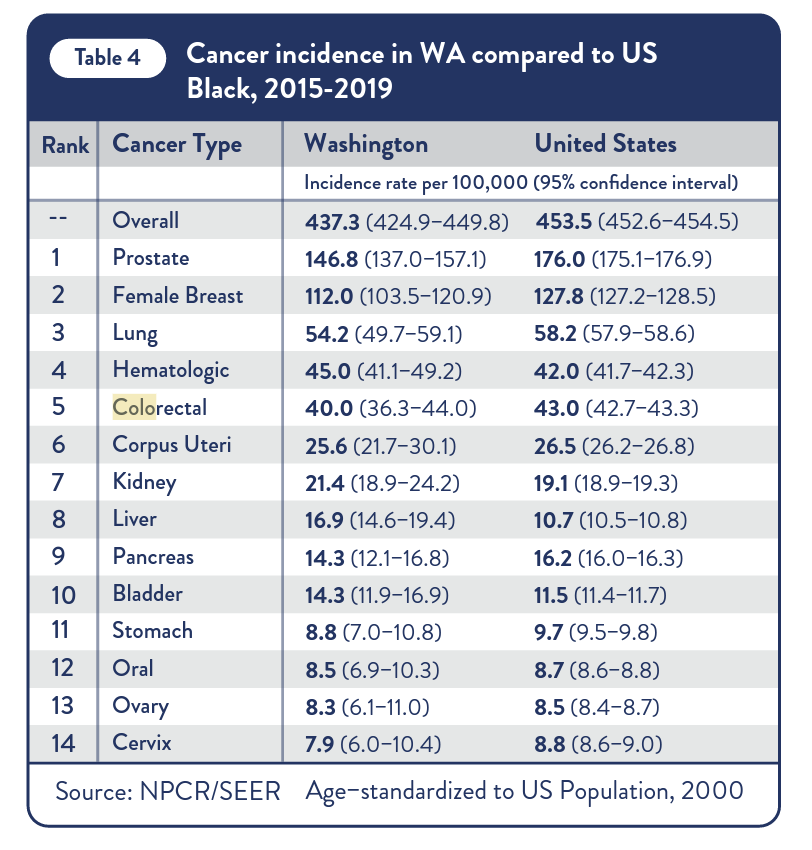 Table 4
Cancer incidence in WA compared to US
Black, 2015-2019
Rank Cancer Type Washington United States
Incidence rate per 100,000 (95% confidence interval)
-- Overall 437.3 (424.9–449.8) 453.5 (452.6–454.5)
1 Prostate 146.8 (137.0–157.1) 176.0 (175.1–176.9)
2 Female Breast 112.0 (103.5–120.9) 127.8 (127.2–128.5)
3 Lung 54.2 (49.7–59.1) 58.2 (57.9–58.6)
4 Hematologic 45.0 (41.1–49.2) 42.0 (41.7–42.3)
5 Colorectal 40.0 (36.3–44.0) 43.0 (42.7–43.3)
6 Corpus Uteri 25.6 (21.7–30.1) 26.5 (26.2–26.8)
7 Kidney 21.4 (18.9–24.2) 19.1 (18.9–19.3)
8 Liver 16.9 (14.6–19.4) 10.7 (10.5–10.8)
9 Pancreas 14.3 (12.1–16.8) 16.2 (16.0–16.3)
10 Bladder 14.3 (11.9–16.9) 11.5 (11.4–11.7)
11 Stomach 8.8 (7.0–10.8) 9.7 (9.5–9.8)
12 Oral 8.5 (6.9–10.3) 8.7 (8.6–8.8)
13 Ovary 8.3 (6.1–11.0) 8.5 (8.4–8.7)
14 Cervix 7.9 (6.0–10.4) 8.8 (8.6–9.0)
Source: NPCR/SEER Age–standardized to US Population, 2000